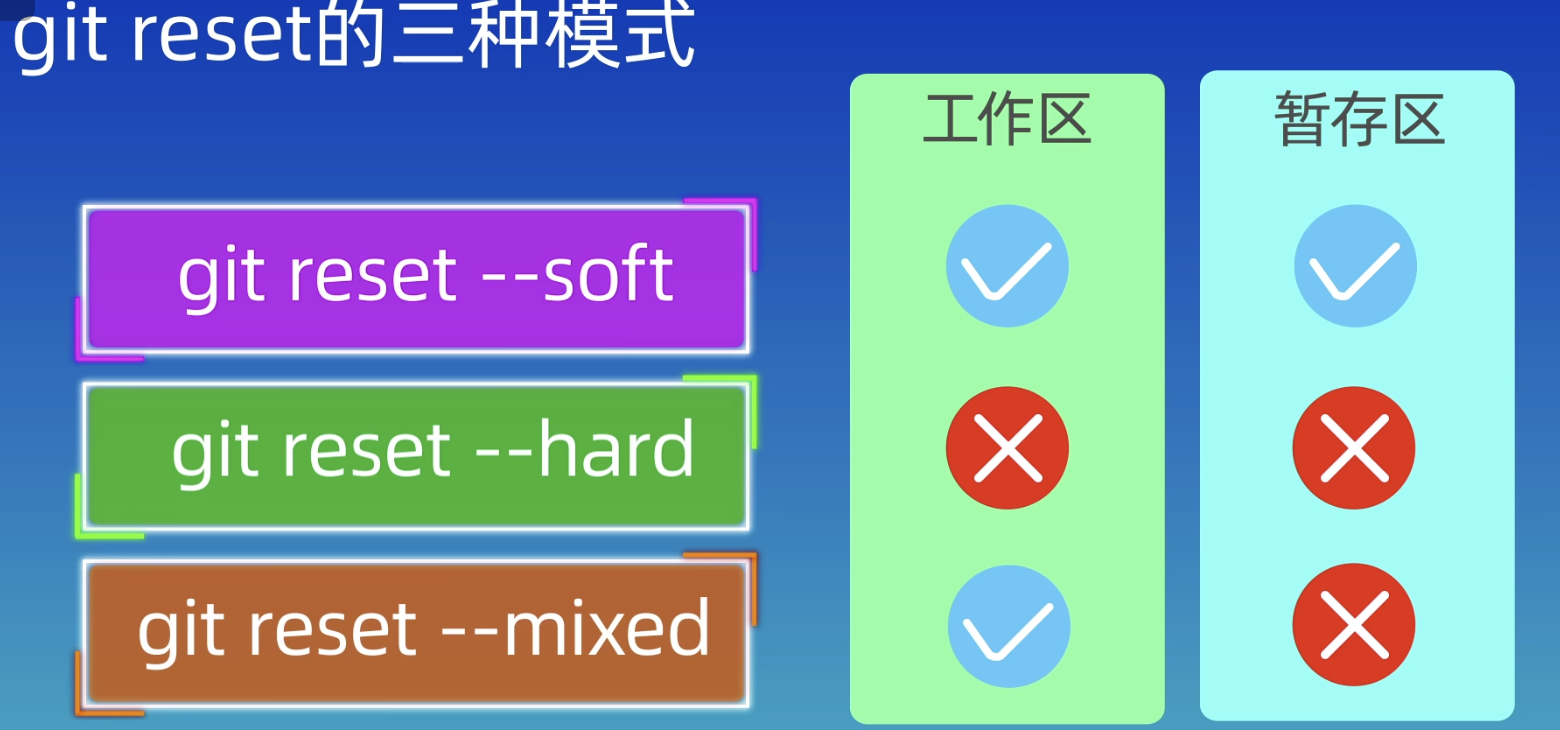 git reset的三种模式
工作区
暂存区
git reset --soft
git reset --hard
git reset --mixed